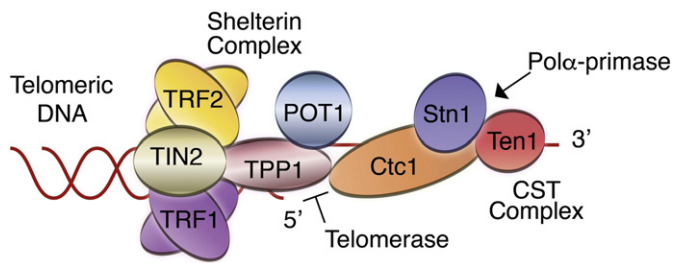 Shelterin
Complex
Telomeric
DNA
TRF2
POT1
Stn1
Polα-primase
TIN2
TPP1
Ctc1
Ten1
3’
TRF1
5’
CST
Complex
Telomerase